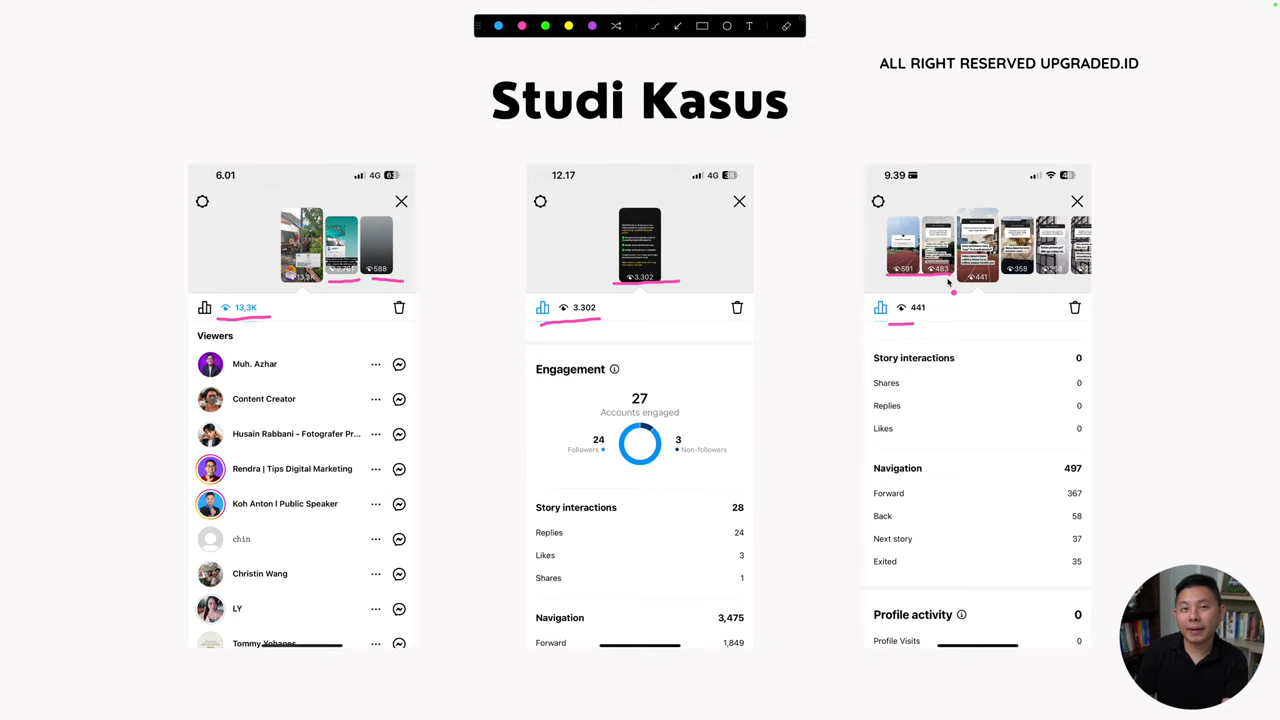 T
ALL RIGHT RESERVED UPGRADED.ID
Studi Kasus
6.01
4G
13,3K
588
13,3K
Viewers
Muh. Azhar
Content Creator
Husain Rabbani - Fotografer Pr...
Rendra | Tips Digital Marketing
Koh Anton I Public Speaker
chin
Christin Wang
LY
Tommy Yohanes
12.17
4G
3.302
3.302
Engagement
27
Accounts engaged
24
Followers
3
Non-followers
Story interactions 28
Replies 24
Likes 3
Shares 1
Navigation 3,475
Forward 1,849
9.39
591
483
441
358
441
Story interactions 0
Shares 0
Replies 0
Likes 0
Navigation 497
Forward 367
Back 58
Next story 37
Exited 35
Profile activity 0
Profile Visits 0